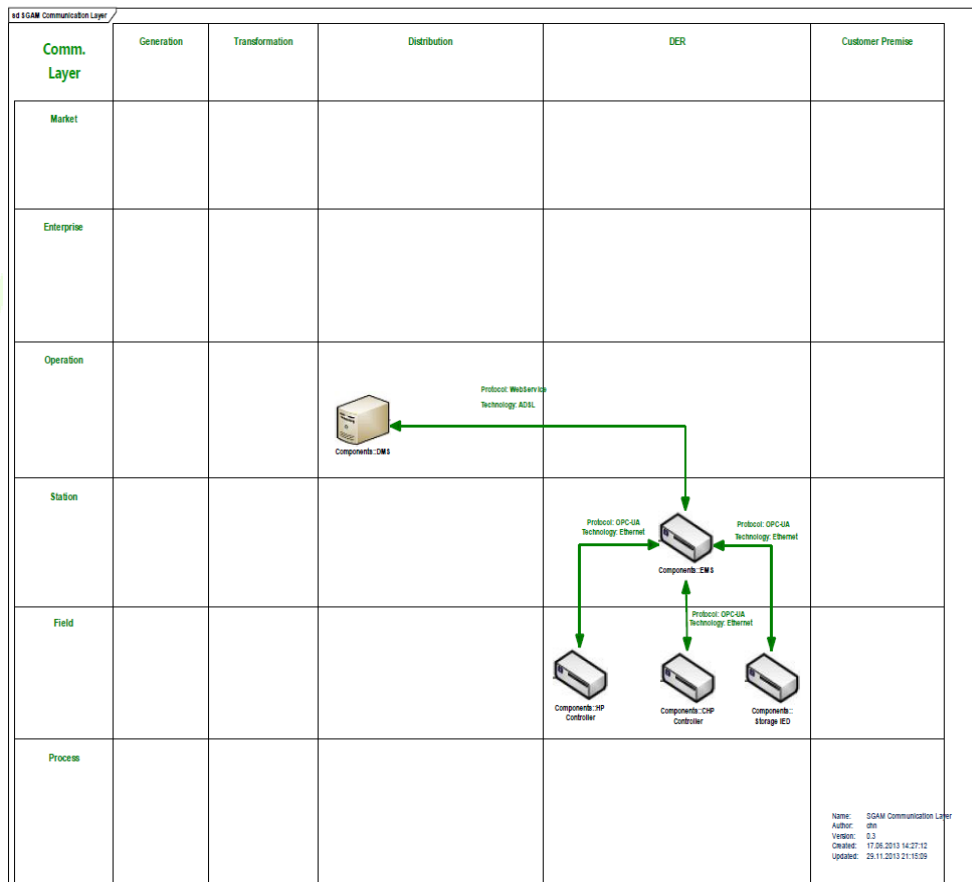 sd SGAM Communication Layer
Comm.
Layer
Generation
Transformation
Distribution
DER
Customer Premise
Market
Enterprise
Operation
Protocol: WebService
Technology: ADSL
Components::DMS
Station
Protocol: OPC-UA
Technology: Ethernet
Protocol: OPC-UA
Technology: Ethernet
Components::EMS
Field
Protocol: OPC-UA
Technology: Ethernet
Components::HP
Controller
Components::CHP
Controller
Components::
Storage IED
Process
Name: SGAM Communication Layer
Author: chn
Version: 0.3
Created: 17.06.2013 14:27:12
Updated: 29.11.2013 21:15:09